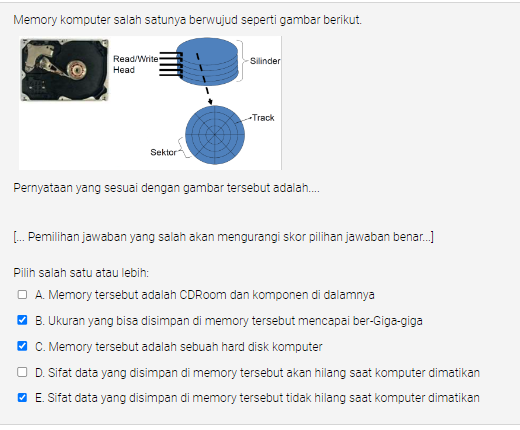 Memory komputer salah satunya berwujud seperti gambar berikut.
Read/Write
Head
Silinder
Track
Sektor
Pernyataan yang sesuai dengan gambar tersebut adalah....
[... Pemilihan jawaban yang salah akan mengurangi skor pilihan jawaban benar...]
Pilih salah satu atau lebih:
A. Memory tersebut adalah CDRoom dan komponen di dalamnya
B. Ukuran yang bisa disimpan di memory tersebut mencapai ber-Giga-giga
C. Memory tersebut adalah sebuah hard disk komputer
D. Sifat data yang disimpan di memory tersebut akan hilang saat komputer dimatikan
E. Sifat data yang disimpan di memory tersebut tidak hilang saat komputer dimatikan